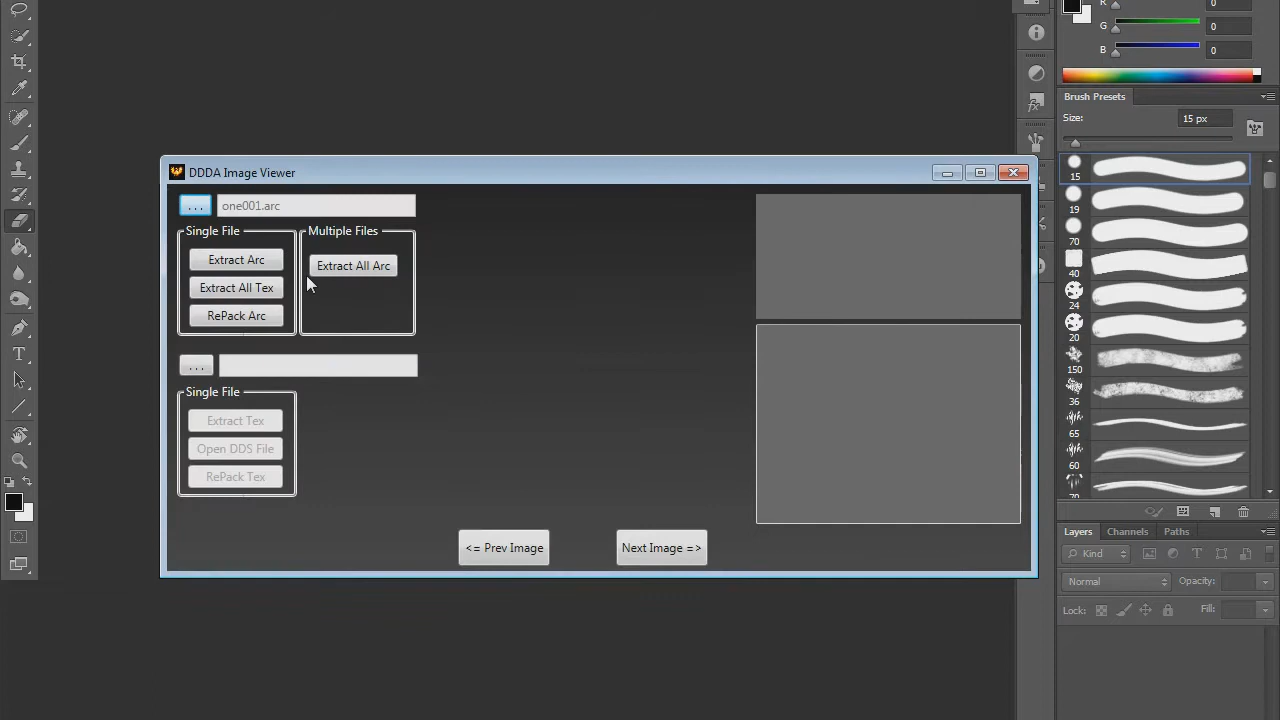 R 0
G 0
B 0
Brush Presets
Size: 15 px
DDDA Image Viewer
... one001.arc
Single File
Multiple Files
Extract Arc
Extract All Arc
Extract All Tex
RePack Arc
...
Single File
Extract Tex
Open DDS File
RePack Tex
<= Prev Image
Next Image =>
15
19
70
40
24
20
150
36
65
60
Layers Channels Paths
Kind
Normal
Opacity:
Lock:
Fill: